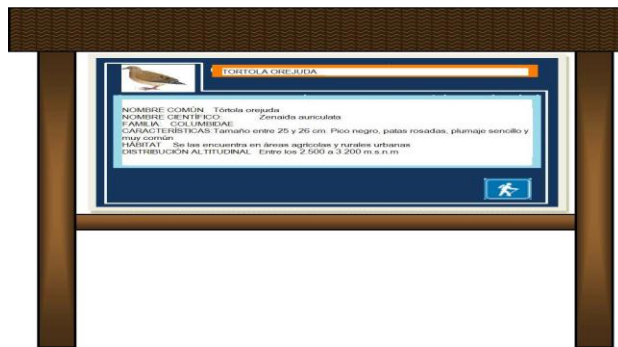 TORTOLA OREJUDA
NOMBRE COMÚN Tórtola orejuda
NOMBRE CIENTÍFICO Zenaida auriculata
FAMILIA COLUMBIDAE
CARACTERÍSTICAS: Tamaño entre 25 y 26 cm. Pico negro, patas rosadas, plumaje sencillo y
muy común
HÁBITAT Se las encuentra en áreas agrícolas y rurales urbanas
DISTRIBUCIÓN ALTITUDINAL Entre los 2.500 a 3.200 m.s.n.m